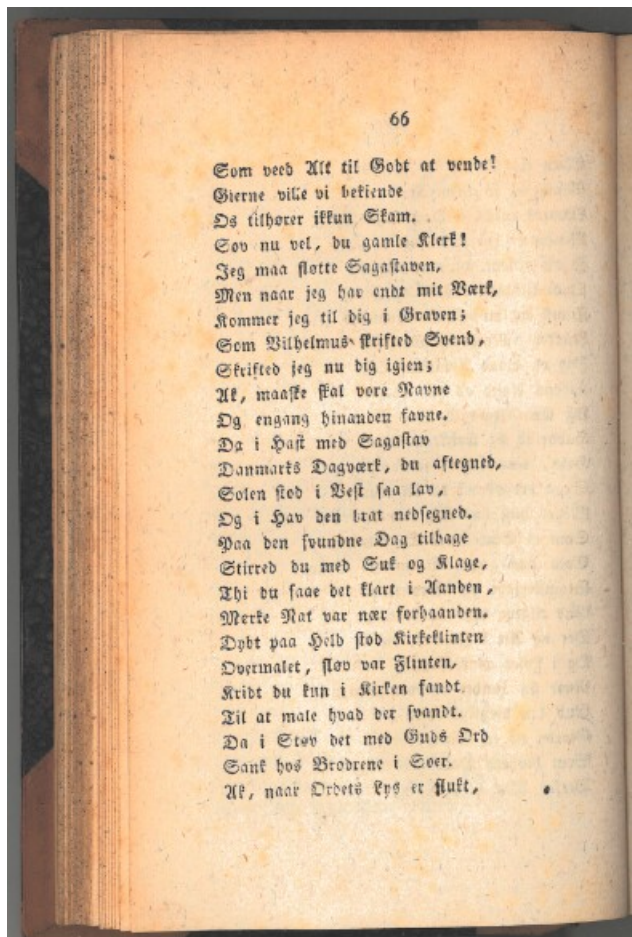 66
Som veed Alt til Godt at vende!
Gierne ville vi bekiende
Os tilhører ikkun Skam.
Sov nu vel, du gamle Klerk!
Jeg maa fløtte Sagastaven,
Men naar jeg har endt mit Værk,
Kommer jeg til dig i Graven;
Som Vilhelmus skrifted Svend,
Skrifted jeg nu dig igien;
Ak, maaske skal vore Navne
Og engang hinanden favne.
Da i Hast med Sagastav
Danmarks Dagværk, du aftegned,
Solen stod i Vest saa lav,
Og i Hav den brat nedsegned.
Paa den svundne Dag tilbage
Stirred du med Suk og Klage,
Thi du saae det klart i Aanden,
Mørke Nat var nær forhaanden.
Dybt paa Held stod Kirkeklinten
Overmalet, sløv var Flinten,
Kridt du kun i Kirken fandt
Til at male hvad der svandt.
Da i Støv det med Guds Ord
Sank hos Brødrene i Soer.
Ak, naar Ordets Lys er slukt,